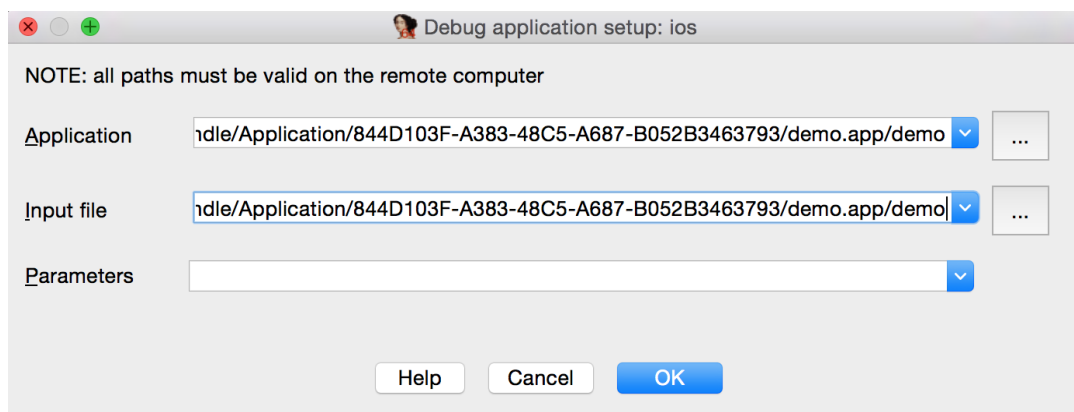 Debug application setup: ios
NOTE: all paths must be valid on the remote computer
Application ndle/Application/844D103F-A383-48C5-A687-B052B3463793/demo.app/demo ...
Input file ndle/Application/844D103F-A383-48C5-A687-B052B3463793/demo.app/demo ...
Parameters
Help Cancel OK